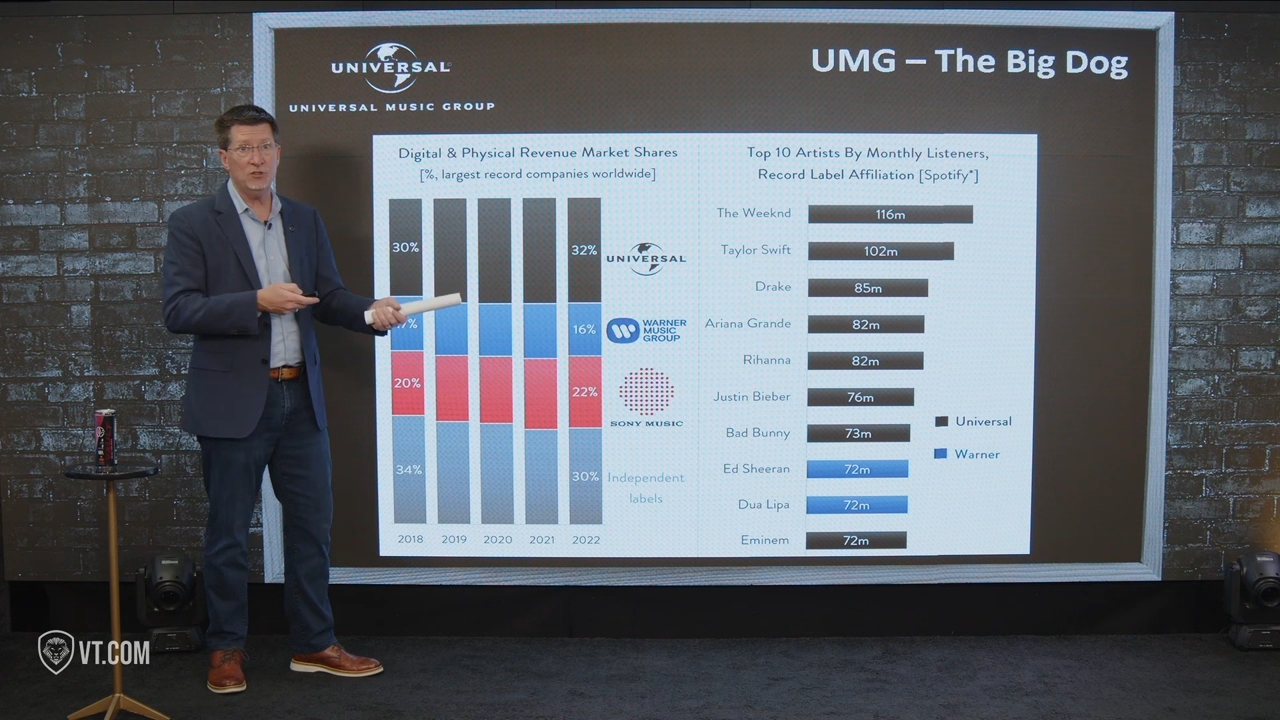 UNIVERSAL
UNIVERSAL MUSIC GROUP
UMG – The Big Dog
Digital & Physical Revenue Market Shares
[%, largest record companies worldwide]
30%
32%
UNIVERSAL
7%
16%
WARNER
MUSIC
GROUP
20%
22%
SONY MUSIC
34%
30%
Independent
labels
2018 2019 2020 2021 2022
Top 10 Artists By Monthly Listeners,
Record Label Affiliation [Spotify*]
The Weeknd 116m
Taylor Swift 102m
Drake 85m
Ariana Grande 82m
Rihanna 82m
Justin Bieber 76m
Bad Bunny 73m
Ed Sheeran 72m
Dua Lipa 72m
Eminem 72m
Universal
Warner
VT.COM